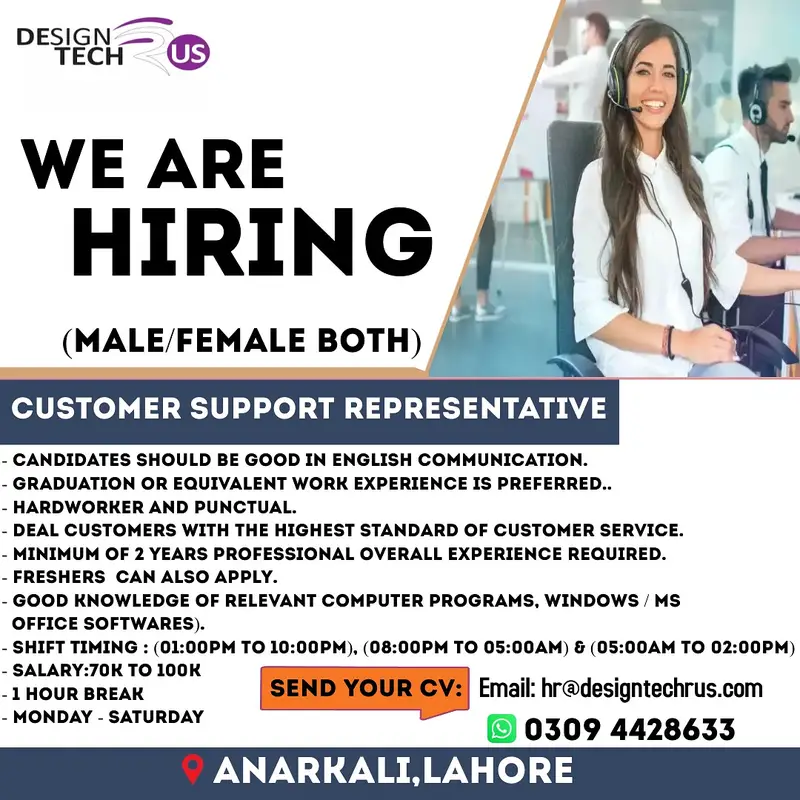 DESIGN
TECH R US
WE ARE
HIRING
(MALE/FEMALE BOTH)
CUSTOMER SUPPORT REPRESENTATIVE
- CANDIDATES SHOULD BE GOOD IN ENGLISH COMMUNICATION.
- GRADUATION OR EQUIVALENT WORK EXPERIENCE IS PREFERRED..
- HARDWORKER AND PUNCTUAL.
- DEAL CUSTOMERS WITH THE HIGHEST STANDARD OF CUSTOMER SERVICE.
- MINIMUM OF 2 YEARS PROFESSIONAL OVERALL EXPERIENCE REQUIRED.
- FRESHERS CAN ALSO APPLY.
- GOOD KNOWLEDGE OF RELEVANT COMPUTER PROGRAMS, WINDOWS / MS
OFFICE SOFTWARES).
- SHIFT TIMING : (01:00PM TO 10:00PM), (08:00PM TO 05:00AM) & (05:00AM TO 02:00PM)
- SALARY:70K TO 100K
- 1 HOUR BREAK
- MONDAY - SATURDAY
SEND YOUR CV: Email: hr@designtechrus.com
0309 4428633
ANARKALI,LAHORE